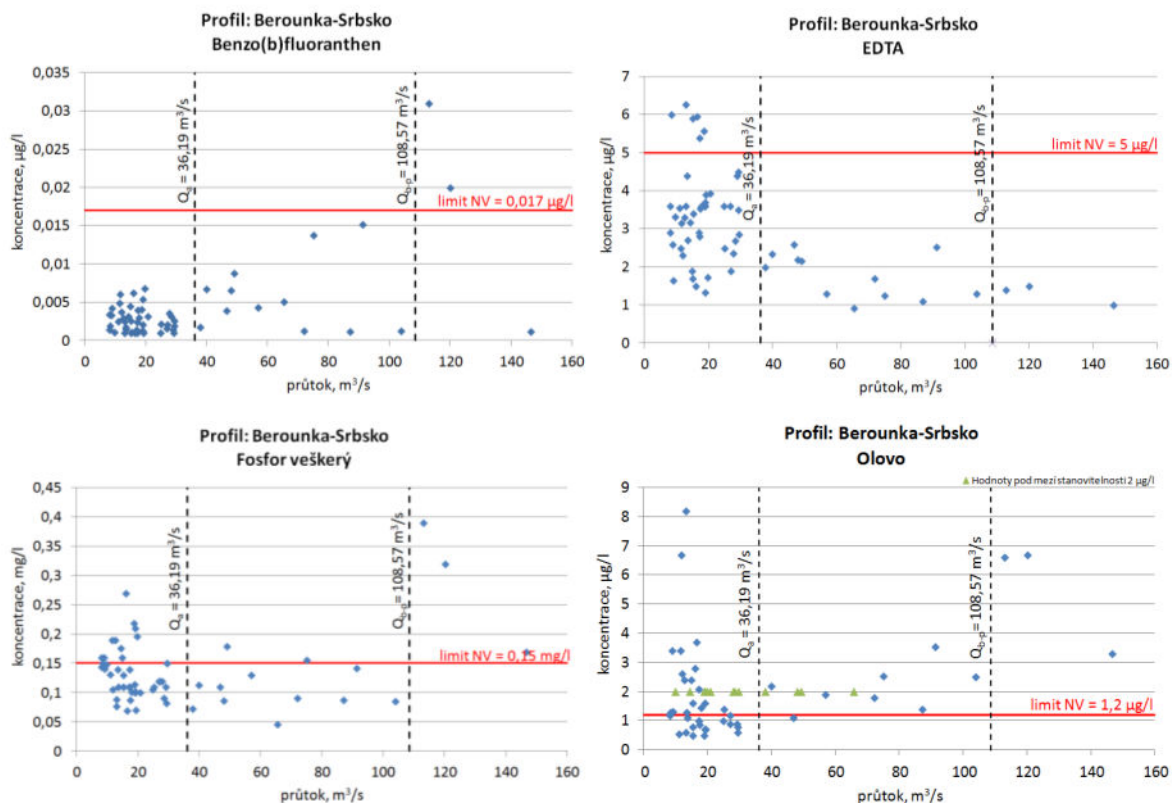 Profil: Berounka-Srbsko
Benzo(b)fluoranthen
0,035
0,03
0,025
0,02
0,015
0,01
0,005
0
koncentrace, µg/l
Qa = 36,19 m³/s
Qb-p = 108,57 m³/s
limit NV = 0,017 µg/l
0 20 40 60 80 100 120 140 160
průtok, m³/s
Profil: Berounka-Srbsko
EDTA
7
6
5
4
3
2
1
0
koncentrace, µg/l
Qa = 36,19 m³/s
Qb-p = 108,57 m³/s
limit NV = 5 µg/l
0 20 40 60 80 100 120 140 160
průtok, m³/s
Profil: Berounka-Srbsko
Fosfor veškerý
0,45
0,4
0,35
0,3
0,25
0,2
0,15
0,1
0,05
0
koncentrace, mg/l
Qa = 36,19 m³/s
Qb-p = 108,57 m³/s
limit NV = 0,15 mg/l
0 20 40 60 80 100 120 140 160
průtok, m³/s
Profil: Berounka-Srbsko
Olovo
Hodnoty pod mezí stanovitelnosti 2 µg/l
9
8
7
6
5
4
3
2
1
0
koncentrace, µg/l
Qa = 36,19 m³/s
Qb-p = 108,57 m³/s
limit NV = 1,2 µg/l
0 20 40 60 80 100 120 140 160
průtok, m³/s